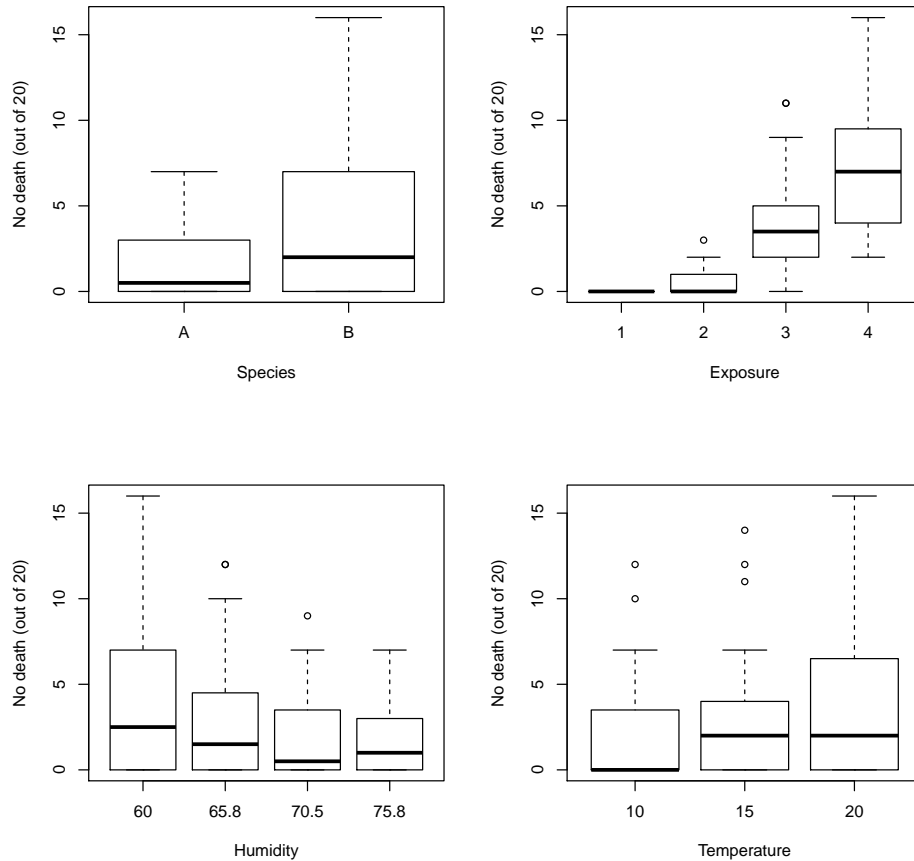 No death (out of 20)
15
10
5
0
A B
Species
No death (out of 20)
15
10
5
0
1 2 3 4
Exposure
No death (out of 20)
15
10
5
0
60 65.8 70.5 75.8
Humidity
No death (out of 20)
15
10
5
0
10 15 20
Temperature